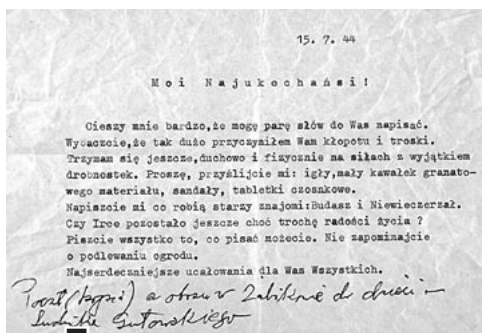 15. 7. 44
Moi Najukochańsi!
Cieszy mnie bardzo,że mogę parę słów do Was napisać.
Wybaczcie,że tak dużo przyczyniłem Wam kłopotu i troski.
Trzymam się jeszcze,duchowo i fizycznie na siłach z wyjątkiem
drobnostek. Proszę, przyślijcie mi: igły,mały kawałek granato-
wego materiału, sandały, tabletki czosnkowe.
Napiszcie mi co robią starzy znajomi:Budasz i Niewieczerzał.
Czy Irce pozostało jeszcze choć trochę radości życia ?
Piszcie wszystko to, co pisać możecie. Nie zapominajcie
o podlewaniu ogrodu.
Najserdeczniejsze ucałowania dla Was Wszystkich.
z do
Gutowskiego